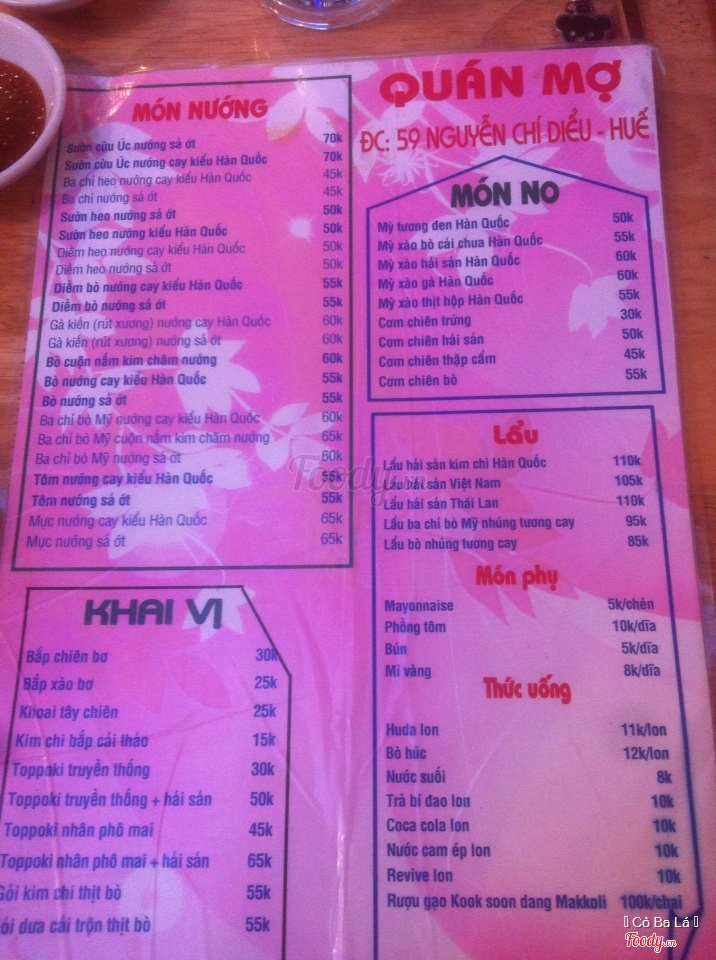 QUÁN MỢ
ĐC: 59 NGUYỄN CHÍ DIỂU - HUẾ
MÓN NƯỚNG
Sườn cừu Úc nướng sả ớt 70k
Sườn cừu Úc nướng cay kiểu Hàn Quốc 70k
Ba chỉ heo nướng cay kiểu Hàn Quốc 45k
Ba chỉ nướng sả ớt 45k
Sườn heo nướng sả ớt 50k
Sườn heo nướng kiểu Hàn Quốc 50k
Diềm heo nướng cay kiểu Hàn Quốc 50k
Diềm heo nướng sả ớt 50k
Diềm bò nướng cay kiểu Hàn Quốc 55k
Diềm bò nướng sả ớt 55k
Gà kiến (rút xương) nướng cay Hàn Quốc 60k
Gà kiến (rút xương) nướng sả ớt 60k
Bò cuộn nấm kim châm nướng 60k
Bò nướng cay kiểu Hàn Quốc 55k
Bò nướng sả ớt 55k
Ba chỉ bò Mỹ nướng cay kiểu Hàn Quốc 60k
Ba chỉ bò Mỹ cuộn nấm kim châm nướng 65k
Ba chỉ bò Mỹ nướng sả ớt 60k
Tôm nướng cay kiểu Hàn Quốc 55k
Tôm nướng sả ớt 55k
Mực nướng cay kiểu Hàn Quốc 65k
Mực nướng sả ớt 65k
KHAI VỊ
Bắp chiên bơ 30k
Bắp xào bơ 25k
Khoai tây chiên 25k
Kim chi bắp cải thảo 15k
Toppoki truyền thống 30k
Toppoki truyền thống + hải sản 50k
Toppoki nhân phô mai 45k
Toppoki nhân phô mai + hải sản 65k
Gỏi kim chi thịt bò 55k
ỏi dưa cải trộn thịt bò 55k
MÓN NO
Mỳ tương đen Hàn Quốc 50k
Mỳ xào bò cải chua Hàn Quốc 55k
Mỳ xào hải sản Hàn Quốc 60k
Mỳ xào gà Hàn Quốc 60k
Mỳ xào thịt hộp Hàn Quốc 55k
Cơm chiên trứng 30k
Cơm chiên hải sản 50k
Cơm chiên thập cẩm 45k
Cơm chiên bò 55k
Lẩu
Lẩu hải sản kim chi Hàn Quốc 110k
Lẩu hải sản Việt Nam 105k
Lẩu hải sản Thái Lan 110k
Lẩu ba chỉ bò Mỹ nhúng tương cay 95k
Lẩu bò nhúng tương cay 85k
Món phụ
Mayonnaise 5k/chén
Phồng tôm 10k/dĩa
Bún 5k/dĩa
Mì vàng 8k/dĩa
Thức uống
Huda lon 11k/lon
Bò húc 12k/lon
Nước suối 8k
Trà bí đao lon 10k
Coca cola lon 10k
Nước cam ép lon 10k
Revive lon 10k
Rượu gạo Kook soon dang Makkoli 100k/chai
Foody.vn
Cỏ Ba Lá
Foody.vn